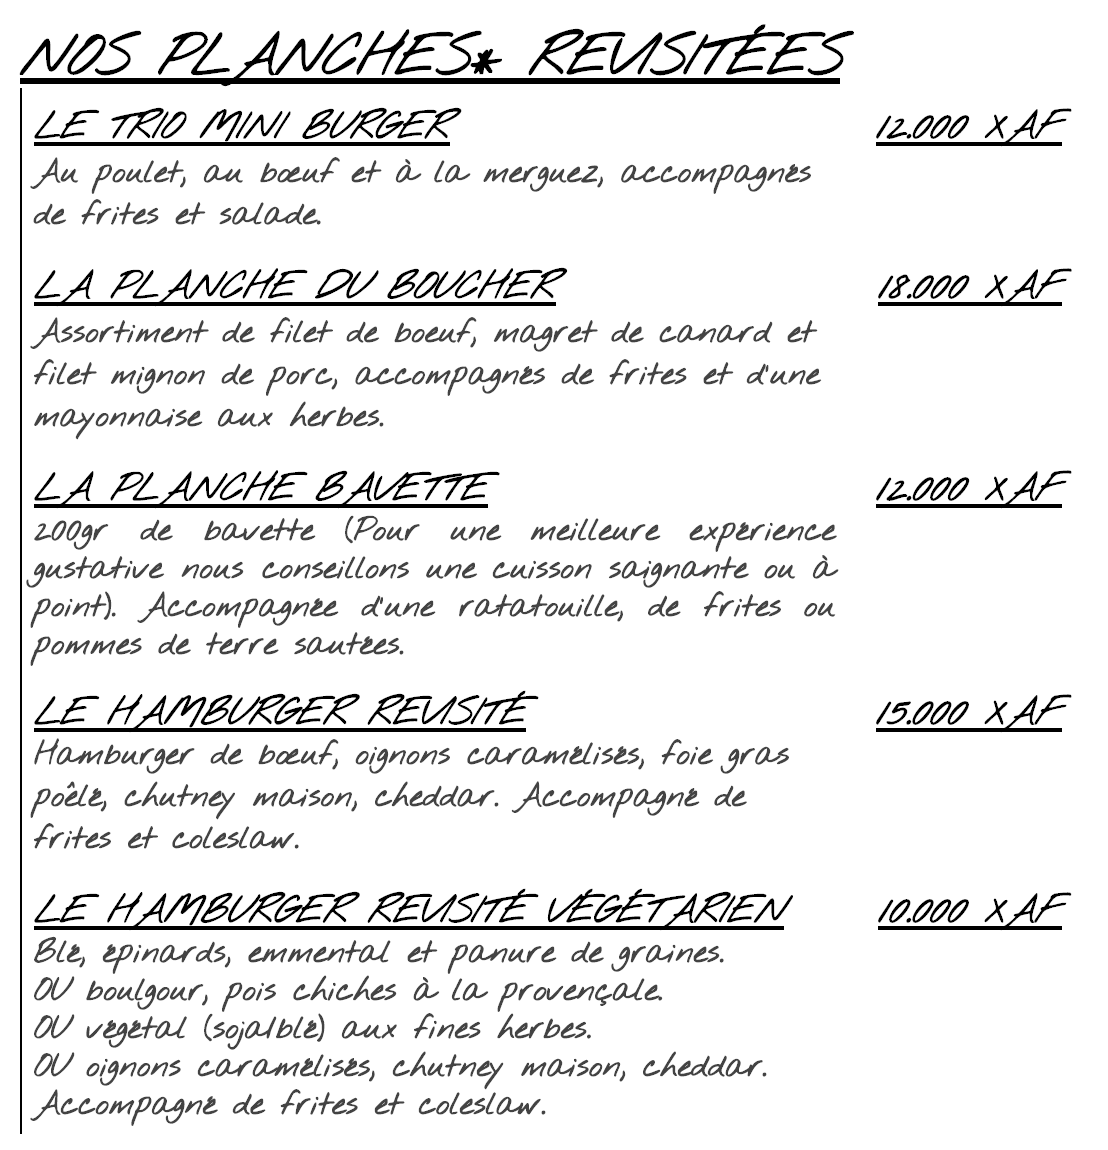 NOS PLANCHES* REVISITÉES
LE TRIO MINI BURGER 12.000 XAF
Au poulet, au bœuf et à la merguez, accompagnés
de frites et salade.
LA PLANCHE DU BOUCHER 18.000 XAF
Assortiment de filet de boeuf, magret de canard et
filet mignon de porc, accompagnés de frites et d'une
mayonnaise aux herbes.
LA PLANCHE BAVETTE 12.000 XAF
200gr de bavette (Pour une meilleure expérience
gustative nous conseillons une cuisson saignante ou à
point). Accompagnée d'une ratatouille, de frites ou
pommes de terre sautées.
LE HAMBURGER REVISITÉ 15.000 XAF
Hamburger de bœuf, oignons caramélisés, foie gras
poêlé, chutney maison, cheddar. Accompagné de
frites et coleslaw.
LE HAMBURGER REVISITÉ VÉGÉTARIEN 10.000 XAF
Blé, épinards, emmental et panure de graines.
OU boulgour, pois chiches à la provençale.
OU végétal (soja/blé) aux fines herbes.
OU oignons caramélisés, chutney maison, cheddar.
Accompagné de frites et coleslaw.